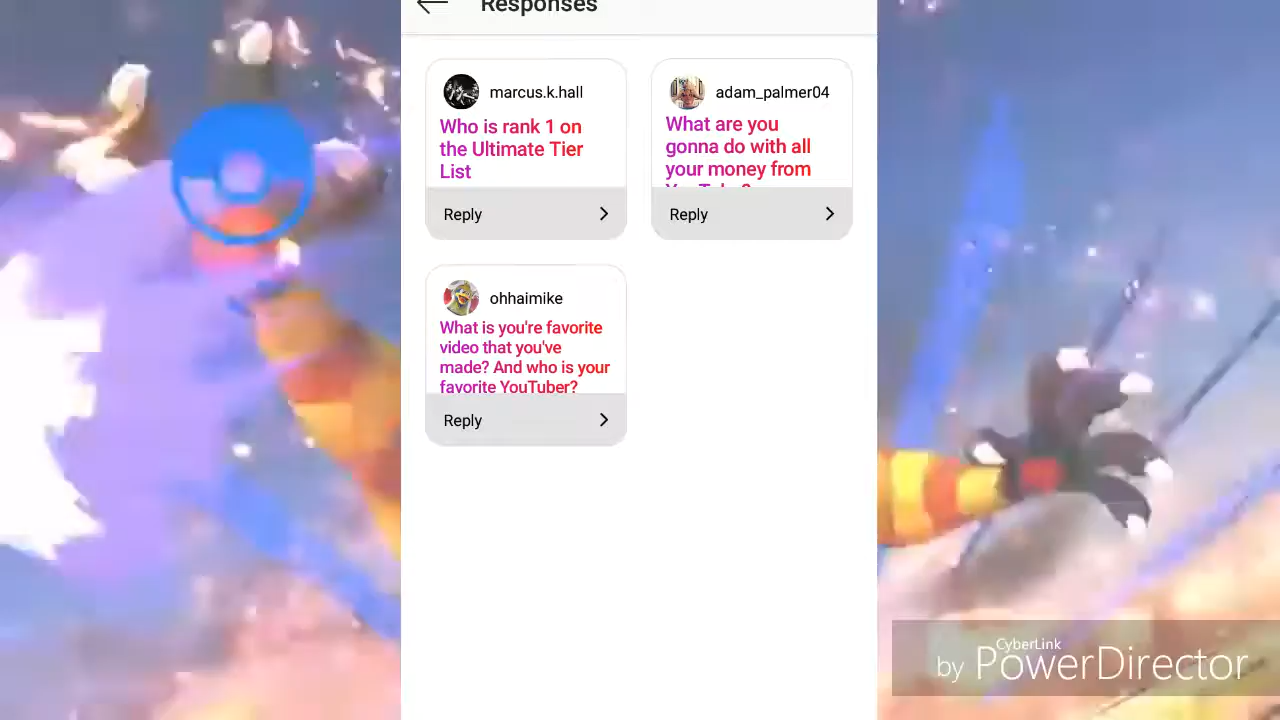 Responses
marcus.k.hall
Who is rank 1 on
the Ultimate Tier
List
Reply
adam_palmer04
What are you
gonna do with all
your money from
Reply
ohhaimike
What is you're favorite
video that you've
made? And who is your
favorite YouTuber?
Reply
CyberLink
by PowerDirector